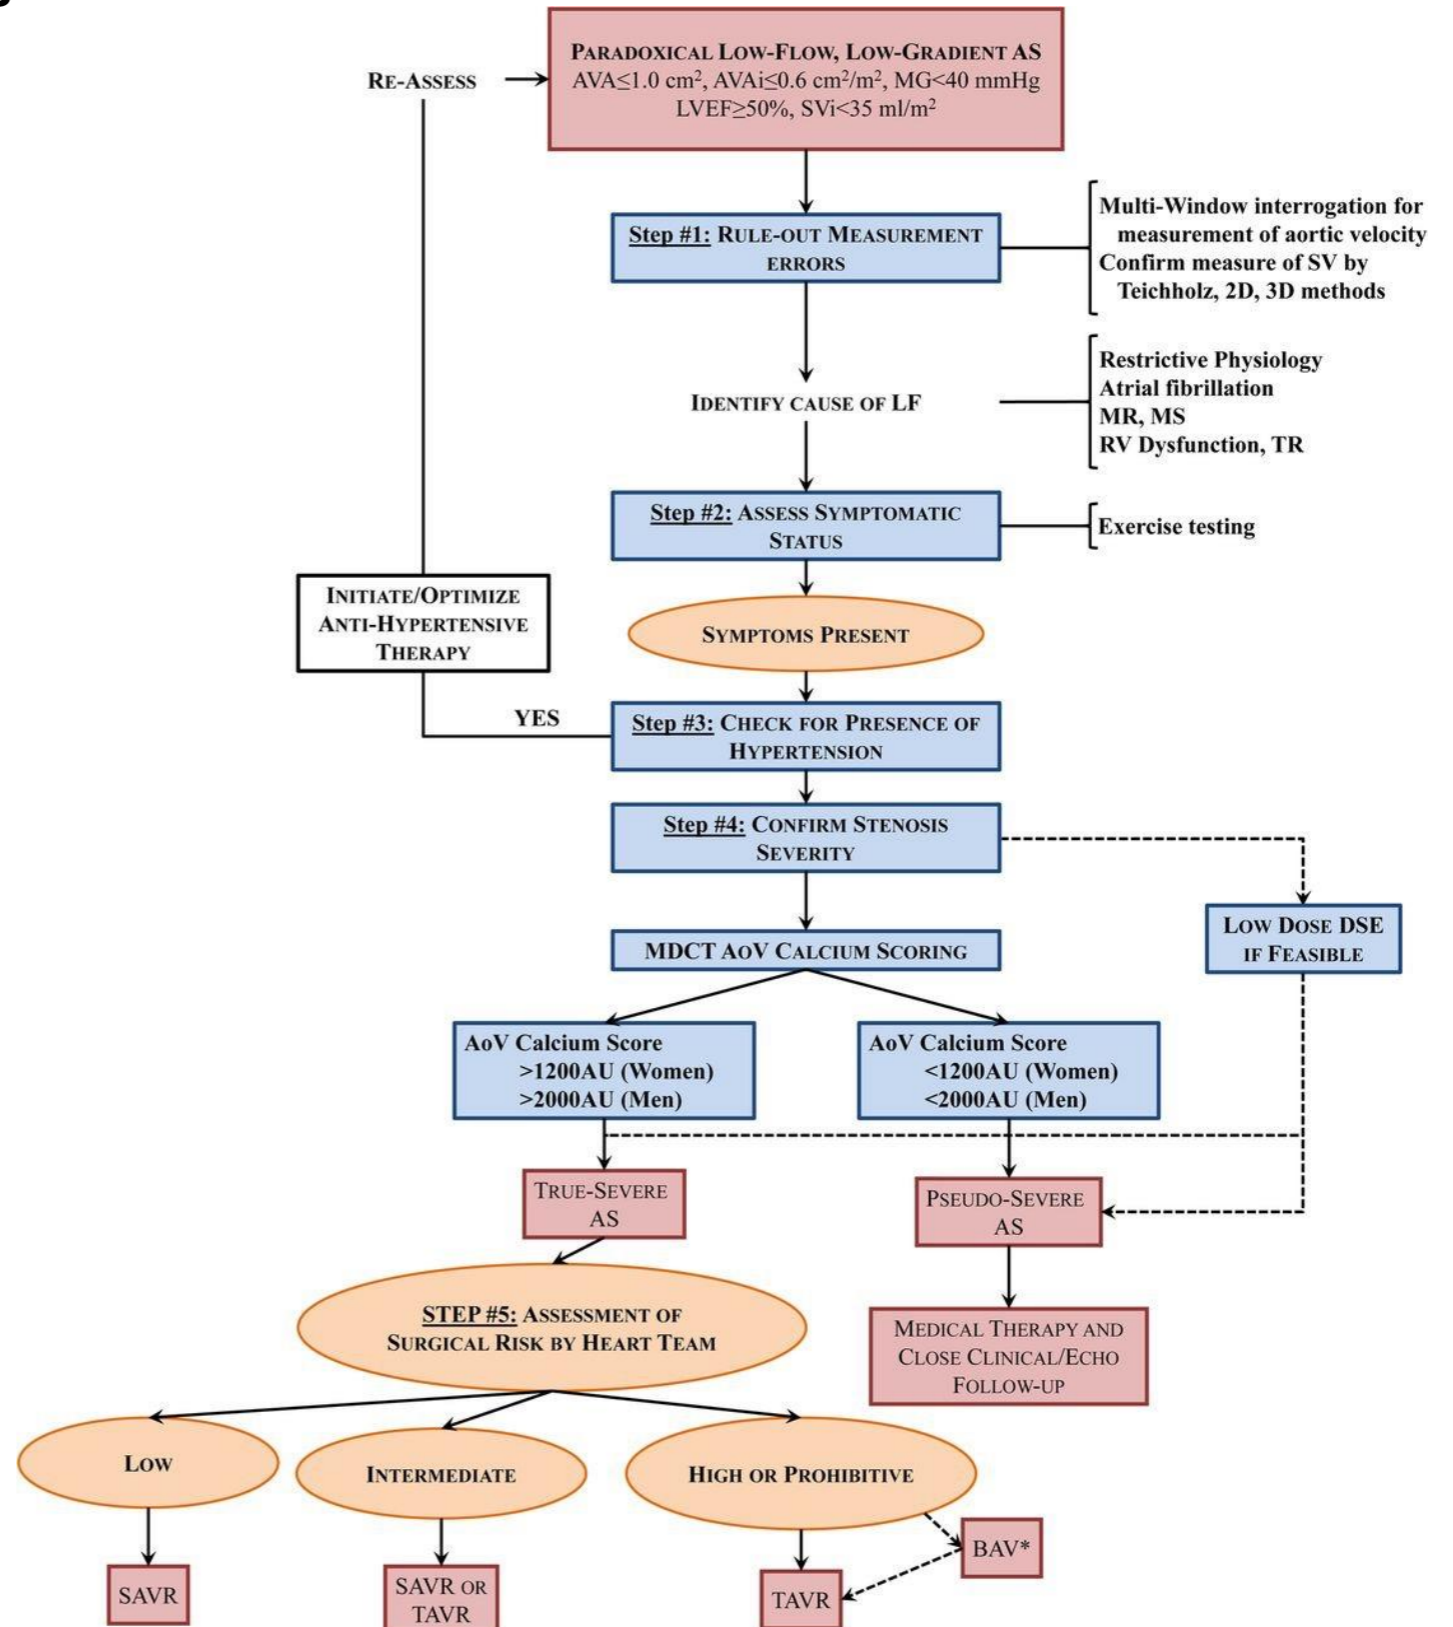 PARADOXICAL LOW-FLOW, LOW-GRADIENT AS
AVA≤1.0 cm², AVAi≤0.6 cm²/m², MG<40 mmHg
LVEF≥50%, SVi<35 ml/m²
RE-ASSESS
Step #1: RULE-OUT MEASUREMENT
ERRORS
Multi-Window interrogation for
measurement of aortic velocity
Confirm measure of SV by
Teichholz, 2D, 3D methods
IDENTIFY CAUSE OF LF
Restrictive Physiology
Atrial fibrillation
MR, MS
RV Dysfunction, TR
Step #2: ASSESS SYMPTOMATIC
STATUS
Exercise testing
INITIATE/OPTIMIZE
ANTI-HYPERTENSIVE
THERAPY
SYMPTOMS PRESENT
YES
Step #3: CHECK FOR PRESENCE OF
HYPERTENSION
Step #4: CONFIRM STENOSIS
SEVERITY
LOW DOSE DSE
IF FEASIBLE
MDCT AOV CALCIUM SCORING
AoV Calcium Score
>1200AU (Women)
>2000AU (Men)
AoV Calcium Score
<1200AU (Women)
<2000AU (Men)
TRUE-SEVERE
AS
PSEUDO-SEVERE
AS
STEP #5: ASSESSMENT OF
SURGICAL RISK BY HEART TEAM
MEDICAL THERAPY AND
CLOSE CLINICAL/ECHO
FOLLOW-UP
LOW
INTERMEDIATE
HIGH OR PROHIBITIVE
BAV*
SAVR
SAVR OR
TAVR
TAVR